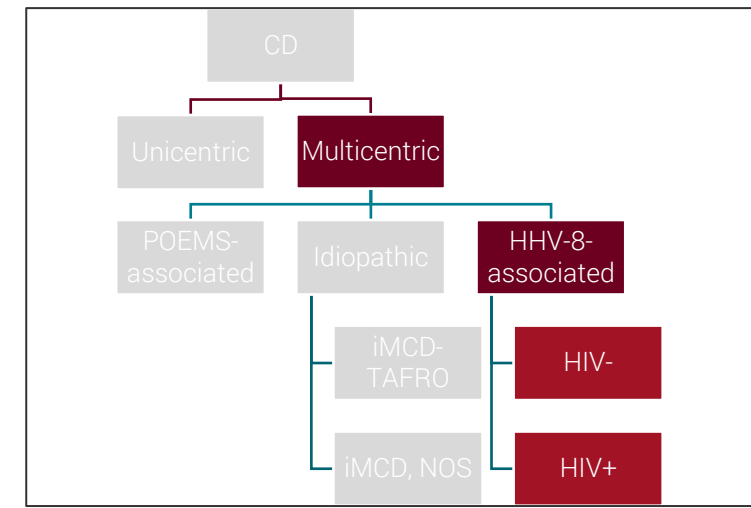 CD
Unicentric
Multicentric
POEMS-
associated
Idiopathic
HHV-8-
associated
iMCD-
TAFRO
HIV-
iMCD, NOS
HIV+